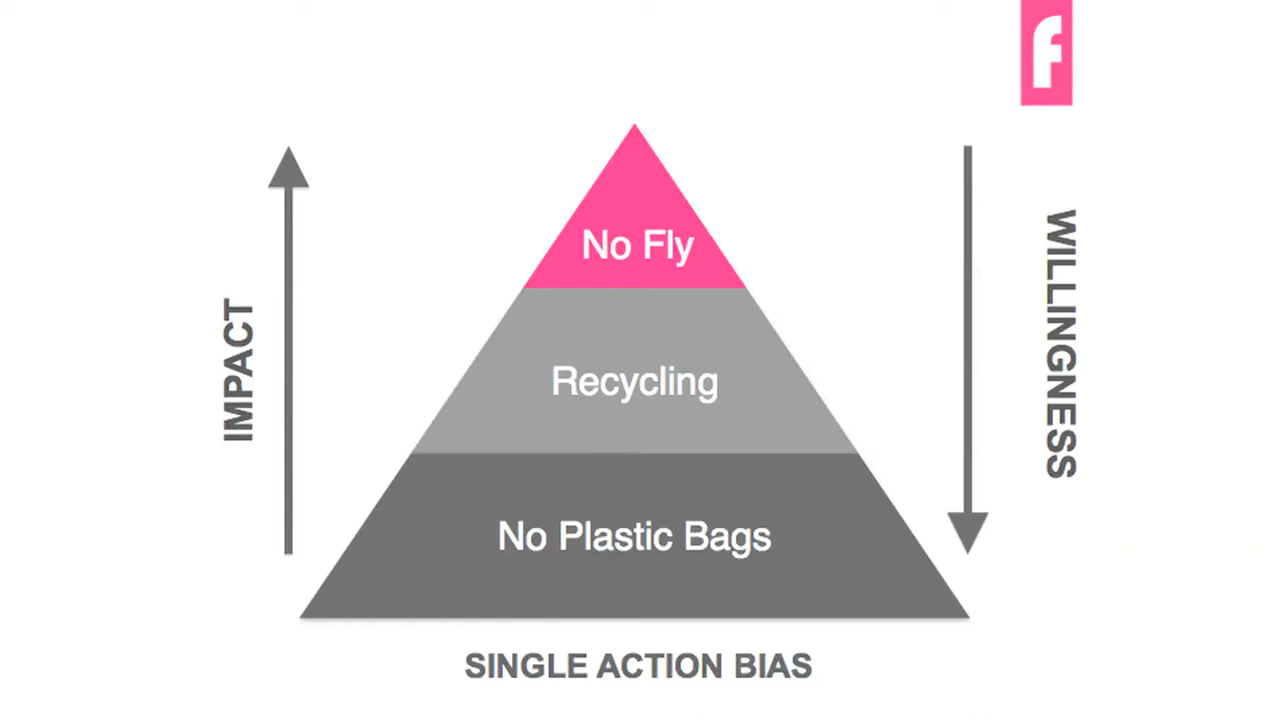 f
No Fly
IMPACT
WILLINGNESS
Recycling
No Plastic Bags
SINGLE ACTION BIAS